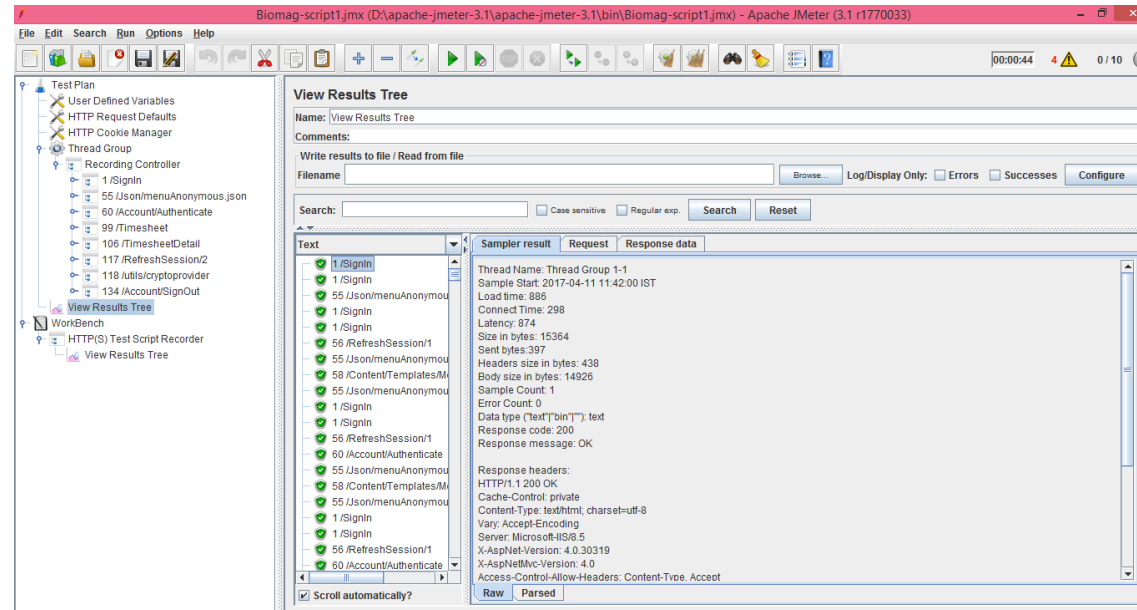 Biomag-script1.jmx (D:\apache-jmeter-3.1\apache-jmeter-3.1\bin\Biomag-script1.jmx) - Apache JMeter (3.1 r1770033)
File Edit Search Run Options Help
00:00:44 4 0 / 10
Test Plan
User Defined Variables
HTTP Request Defaults
HTTP Cookie Manager
Thread Group
Recording Controller
1 /SignIn
55 /Json/menuAnonymous.json
60 /Account/Authenticate
99 /Timesheet
106 /TimesheetDetail
117 /RefreshSession/2
118 /utils/cryptoprovider
134 /Account/SignOut
View Results Tree
WorkBench
HTTP(S) Test Script Recorder
View Results Tree
View Results Tree
Name: View Results Tree
Comments:
Write results to file / Read from file
Filename Browse... Log/Display Only: Errors Successes Configure
Search: Case sensitive Regular exp. Search Reset
Text
1 /SignIn
1 /SignIn
55 /Json/menuAnonymou
1 /SignIn
1 /SignIn
56 /RefreshSession/1
55 /Json/menuAnonymou
58 /Content/Templates/M
55 /Json/menuAnonymou
1 /SignIn
1 /SignIn
56 /RefreshSession/1
60 /Account/Authenticate
55 /Json/menuAnonymou
58 /Content/Templates/M
55 /Json/menuAnonymou
1 /SignIn
1 /SignIn
56 /RefreshSession/1
60 /Account/Authenticate
Scroll automatically?
Sampler result Request Response data
Thread Name: Thread Group 1-1
Sample Start: 2017-04-11 11:42:00 IST
Load time: 886
Connect Time: 298
Latency: 874
Size in bytes: 15364
Sent bytes:397
Headers size in bytes: 438
Body size in bytes: 14926
Sample Count: 1
Error Count: 0
Data type ("text"|"bin"|""): text
Response code: 200
Response message: OK
Response headers:
HTTP/1.1 200 OK
Cache-Control: private
Content-Type: text/html; charset=utf-8
Vary: Accept-Encoding
Server: Microsoft-IIS/8.5
X-AspNet-Version: 4.0.30319
X-AspNetMvc-Version: 4.0
Access-Control-Allow-Headers: Content-Type, Accept
Raw Parsed